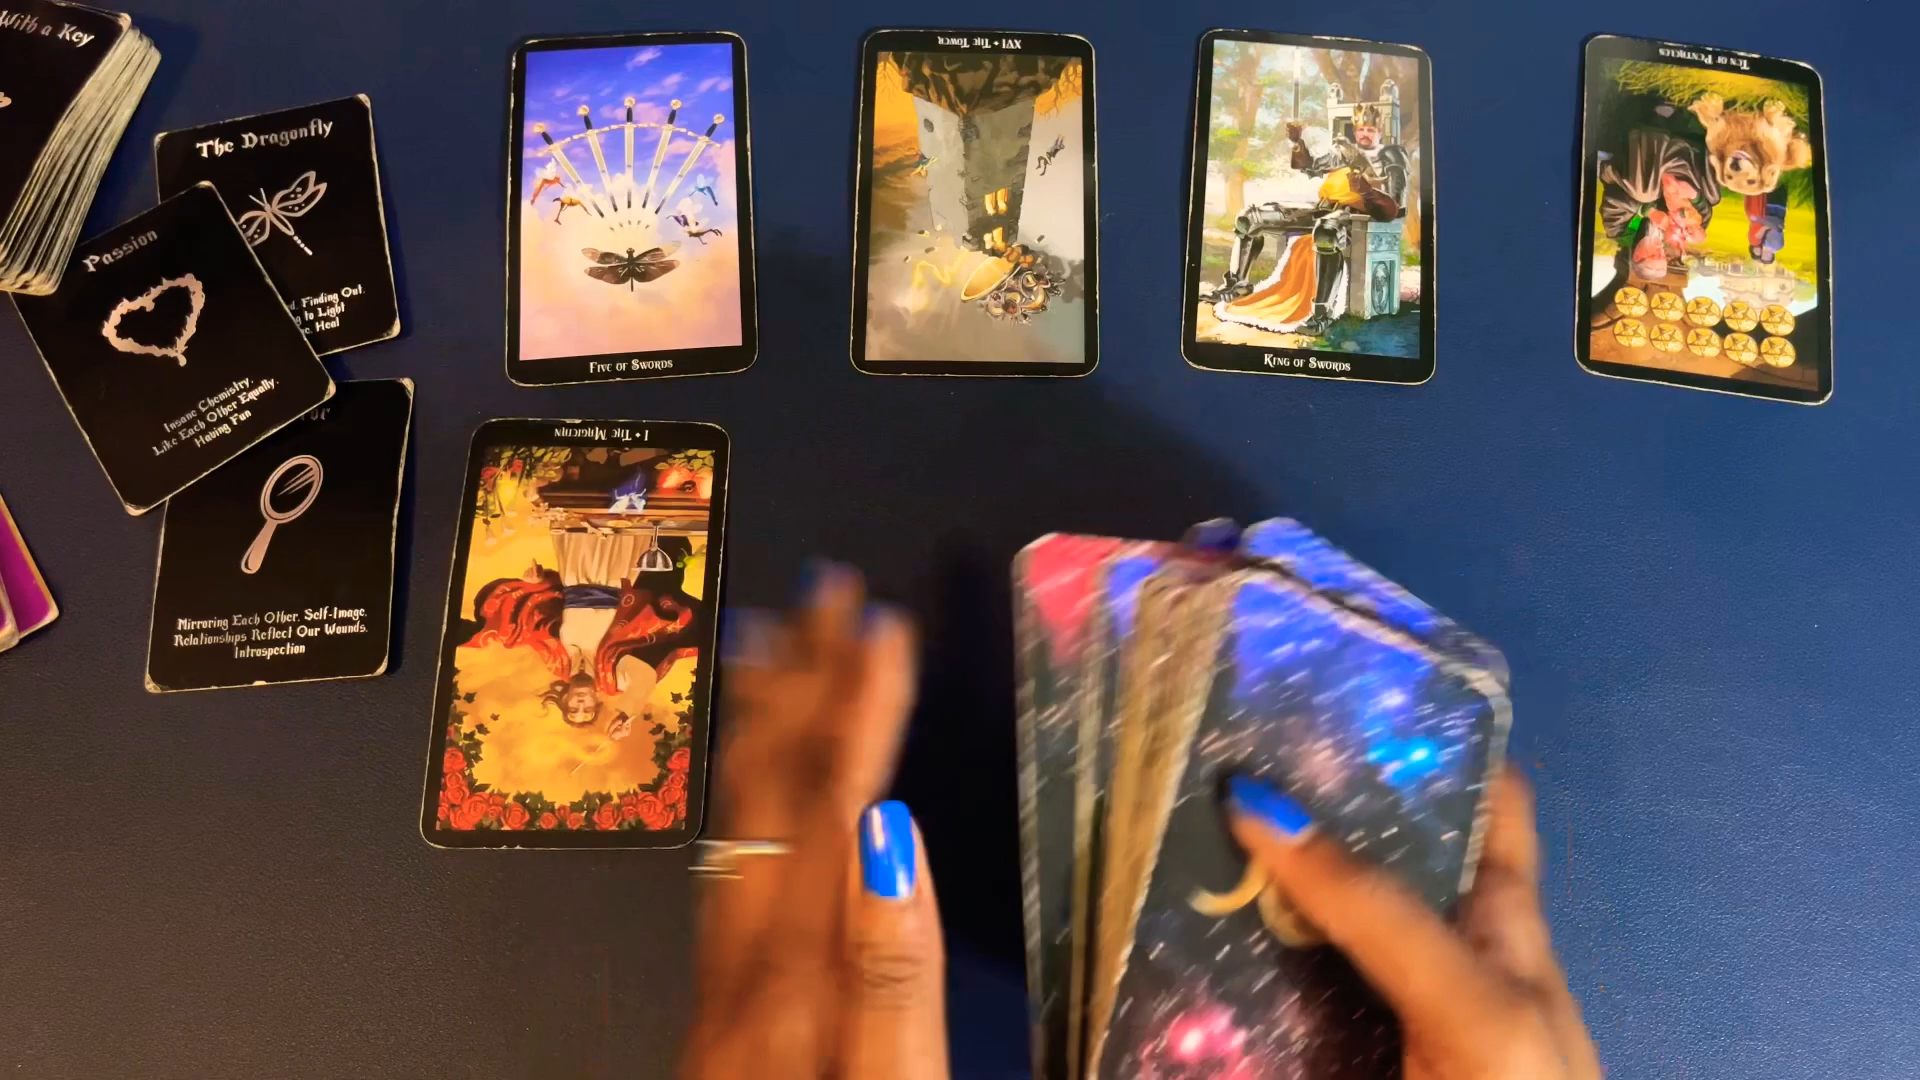 With a Key
The Dragonfly
Finding Out.
to Light
Heal
Passion
Insane Chemistry,
Like Each Other Equally,
Having Fun
Mirroring Each Other. Self-Image.
Relationships Reflect Our Wounds.
Introspection
Five of Swords
XVI • The Tower
King of Swords
Ten of Pentacles
I • The Magician